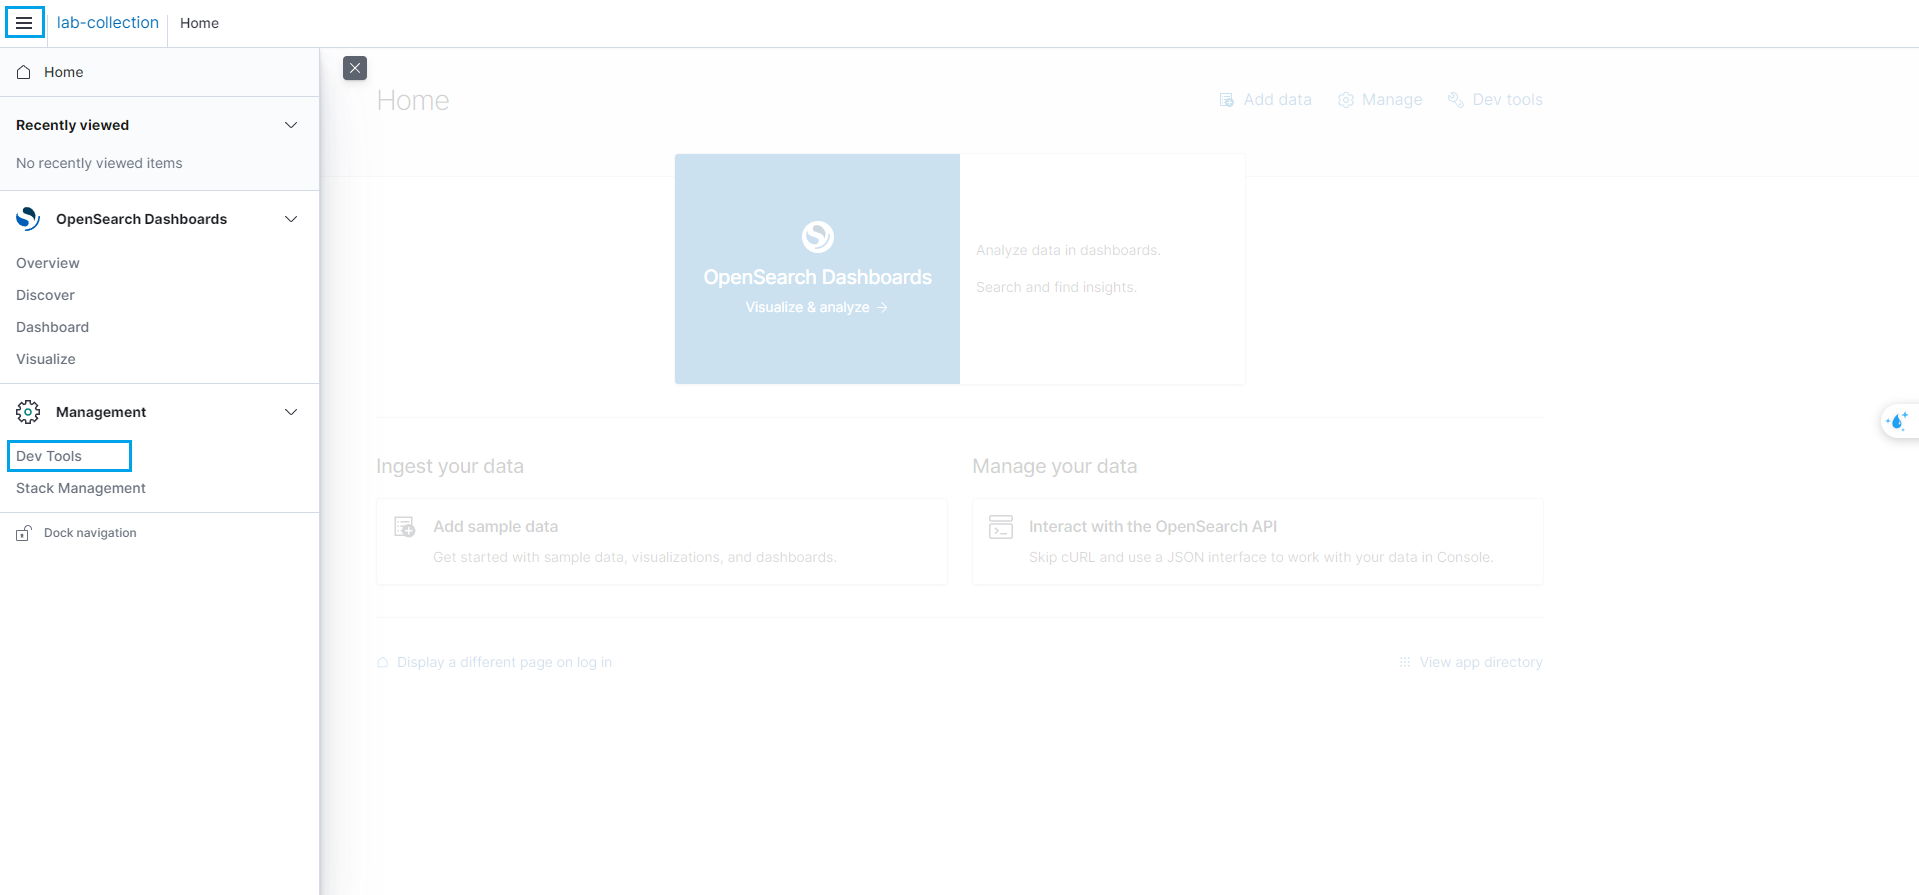 lab-collection
Home
Home
Recently viewed
No recently viewed items
OpenSearch Dashboards
Overview
Discover
Dashboard
Visualize
Management
Dev Tools
Stack Management
Dock navigation
Home
Add data
Manage
Dev tools
OpenSearch Dashboards
Visualize & analyze
Analyze data in dashboards.
Search and find insights.
Ingest your data
Add sample data
Get started with sample data, visualizations, and dashboards.
Manage your data
Interact with the OpenSearch API
Skip cURL and use a JSON interface to work with your data in Console.
Display a different page on log in
View app directory